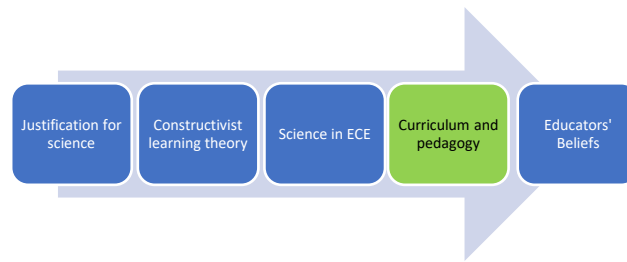 Justification for
science
Constructivist
learning theory
Science in ECE
Curriculum and
pedagogy
Educators'
Beliefs